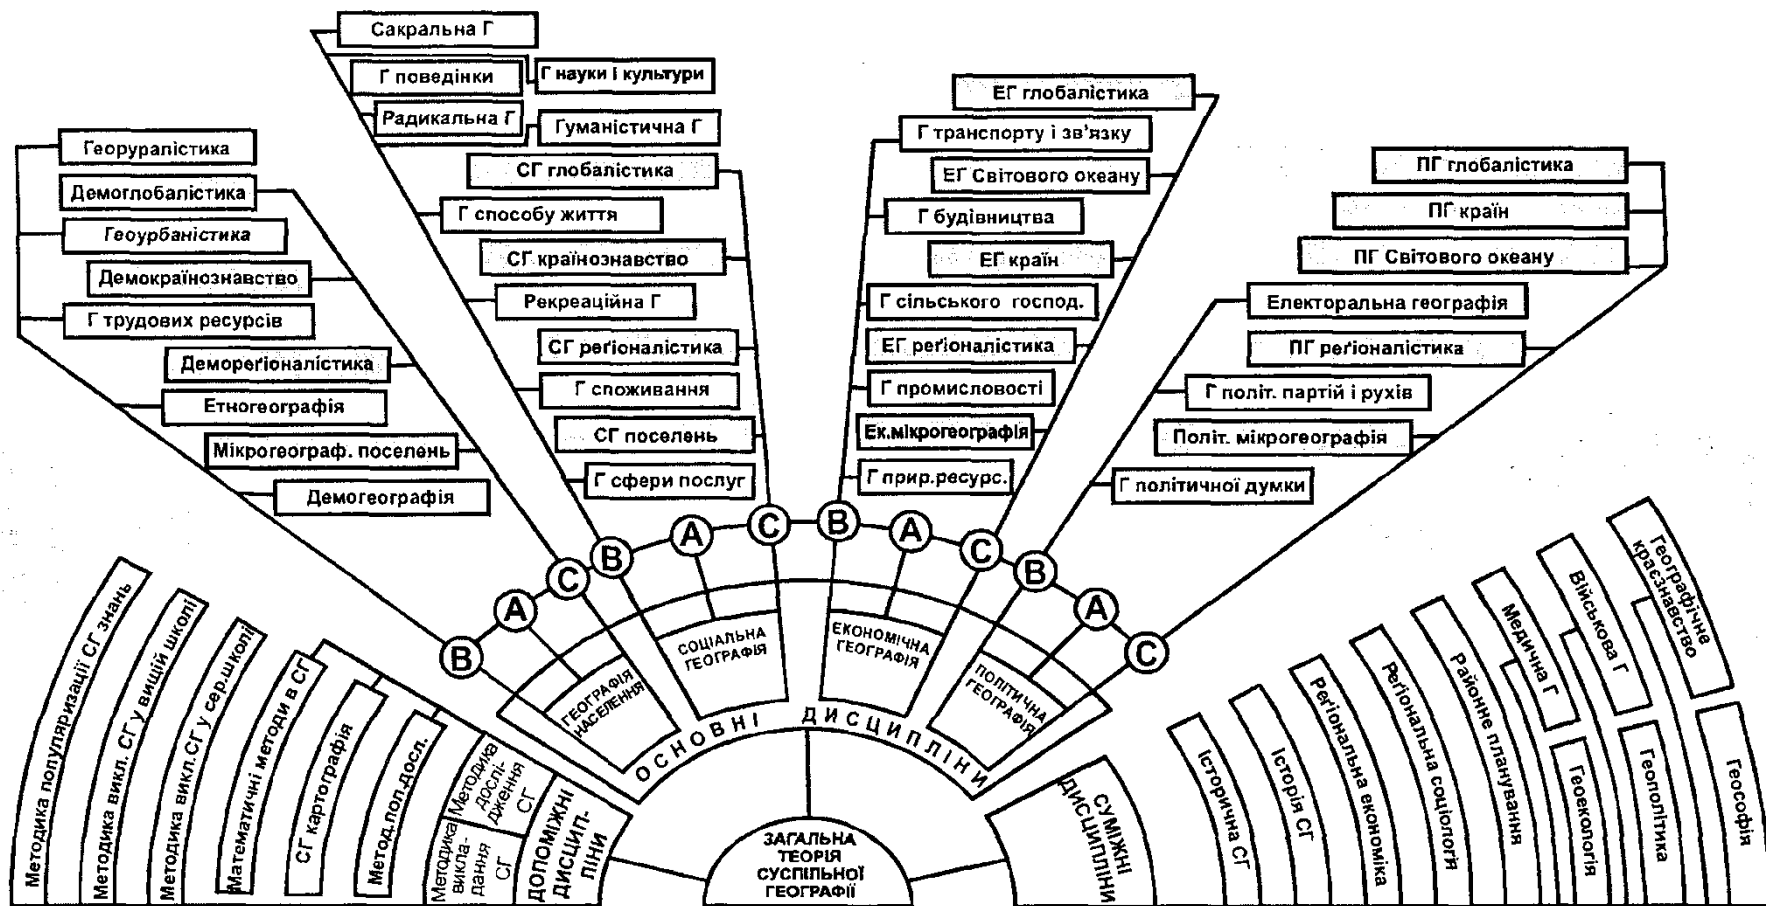 Сакральна Г
Г поведінки
Г науки і культури
Радикальна Г
Гуманістична Г
СГ глобалістика
Г способу життя
СГ країнознавство
Рекреаційна Г
СГ реґіоналістика
Г споживання
СГ поселень
Г сфери послуг
Георуралістика
Демоглобалістика
Геоурбаністика
Демокраїнознавство
Г трудових ресурсів
Демореґіоналістика
Етногеографія
Мікрогеограф. поселень
Демогеографія
ЕГ глобалістика
Г транспорту і зв'язку
ЕГ Світового океану
Г будівництва
ЕГ країн
Г сільського господ.
ЕГ реґіоналістика
Г промисловості
Ек.мікрогеографія
Г прир.ресурс.
ПГ глобалістика
ПГ країн
ПГ Світового океану
Електоральна географія
ПГ реґіоналістика
Г політ. партій і рухів
Політ. мікрогеографія
Г політичної думки
В
А
С
В
А
С
В
А
С
В
А
С
ГЕОГРАФІЯ
НАСЕЛЕННЯ
СОЦІАЛЬНА
ГЕОГРАФІЯ
ЕКОНОМІЧНА
ГЕОГРАФІЯ
ПОЛІТИЧНА
ГЕОГРАФІЯ
ОСНОВНІ ДИСЦИПЛІНИ
Методика популяризації СГ знань
Методика викл. СГ у вищій школі
Методика викл.СГ у сер.школі
Математичні методи в СГ
СГ картографія
Метод.пол.досл.
Методика
дослі-
дження
СГ
Методика
викла-
дання
СГ
ДОПОМІЖНІ
ДИСЦИП-
ЛІНИ
ЗАГАЛЬНА
ТЕОРІЯ
СУСПІЛЬНОЇ
ГЕОГРАФІЇ
СУМІЖНІ
ДИСЦИПЛІНИ
Історична СГ
Історія СГ
Реґіональна економіка
Реґіональна соціологія
Районне планування
Медична Г
Геоекологія
Військова Г
Геополітика
Географічне
краєзнавство
Геософія